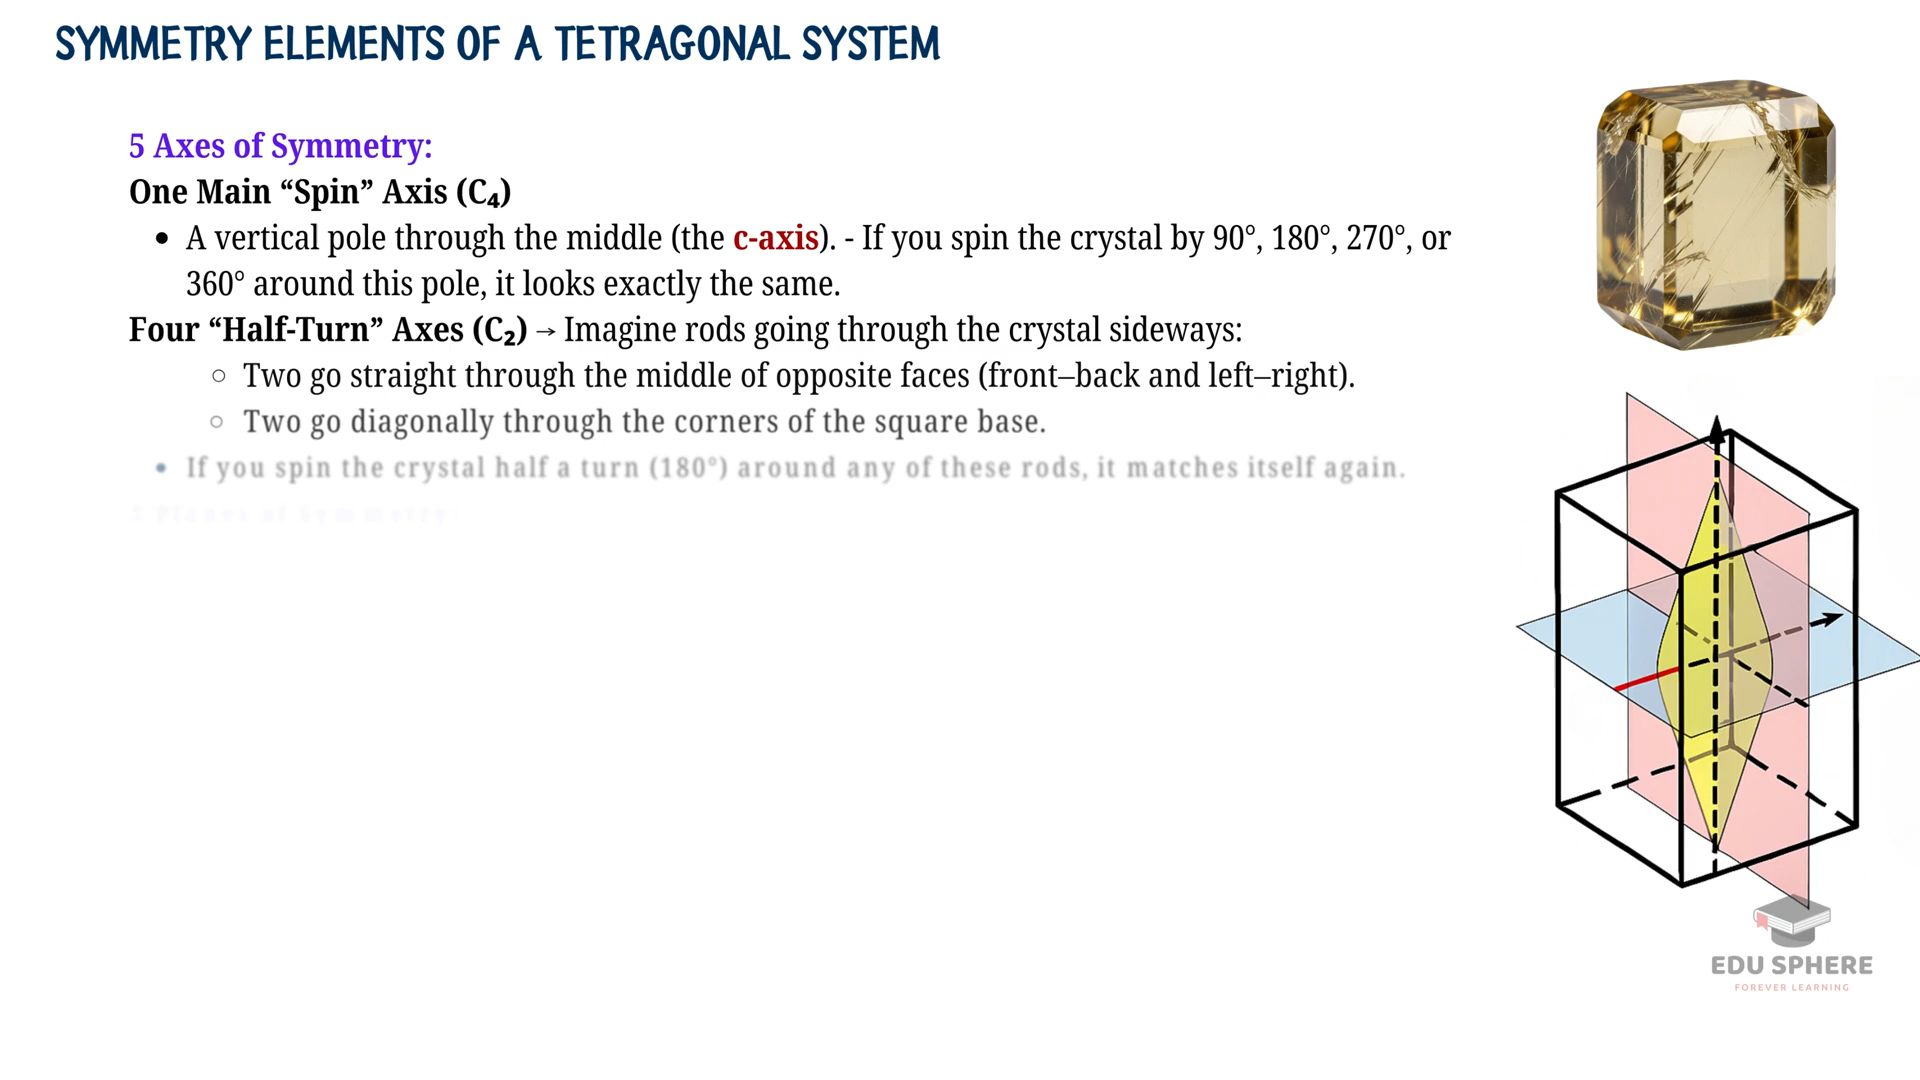 SYMMETRY ELEMENTS OF A TETRAGONAL SYSTEM
5 Axes of Symmetry:
One Main “Spin” Axis (C₄)
• A vertical pole through the middle (the c-axis). - If you spin the crystal by 90°, 180°, 270°, or
360° around this pole, it looks exactly the same.
Four “Half-Turn” Axes (C₂) → Imagine rods going through the crystal sideways:
○ Two go straight through the middle of opposite faces (front–back and left–right).
○ Two go diagonally through the corners of the square base.
• If you spin the crystal half a turn (180°) around any of these rods, it matches itself again.
Planes of Symmetry:
EDU SPHERE
FOREVER LEARNING